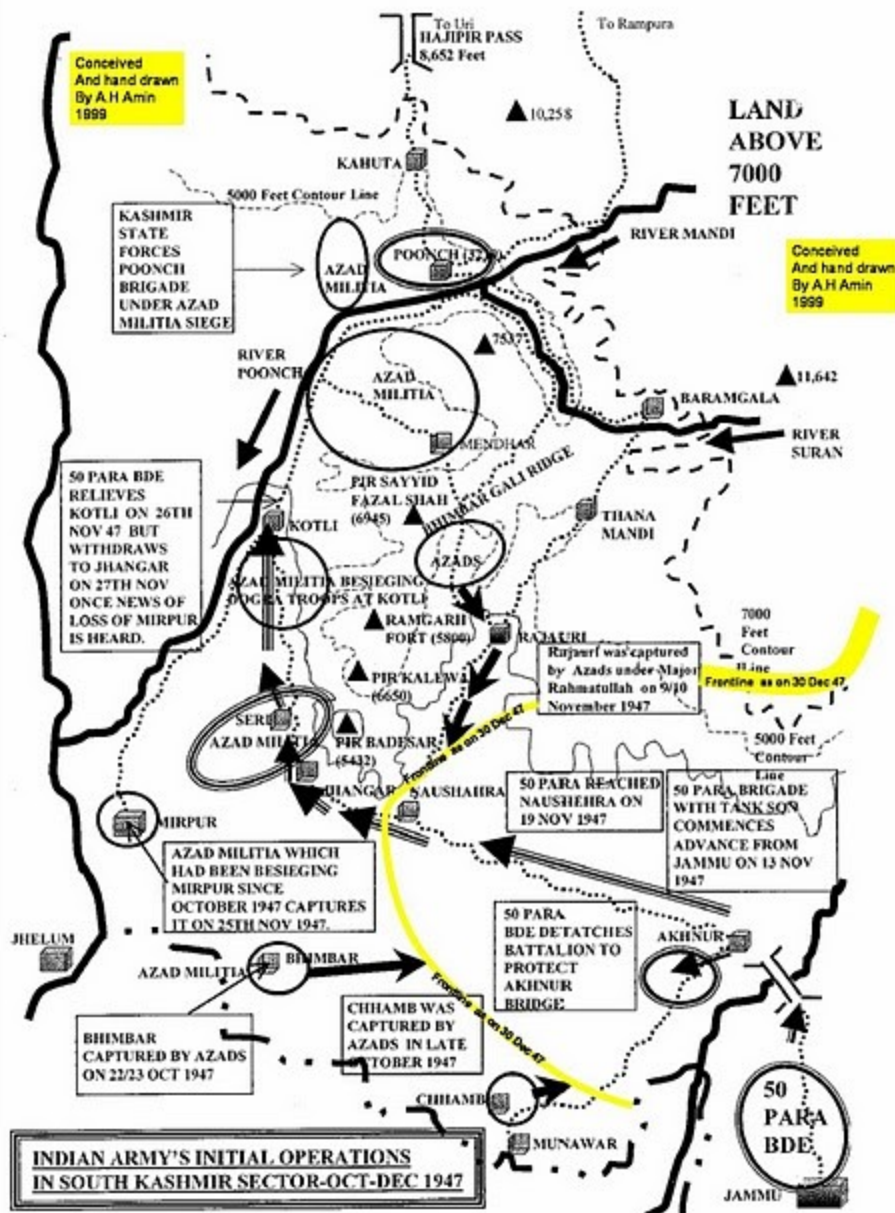 To Uri
HAJIPIR PASS
8,652 Feet
To Rampura
Conceived
And hand drawn
By A.H Amin
1999
10,258
LAND
ABOVE
7000
FEET
KAHUTA
5000 Feet Contour Line
KASHMIR
STATE
FORCES
POONCH
BRIGADE
UNDER AZAD
MILITIA SIEGE
AZAD
MILITIA
POONCH
RIVER MANDI
Conceived
And hand drawn
By A.H Amin
1999
RIVER
POONCH
7537
AZAD
MILITIA
11,642
BARAMGALA
RIVER
SURAN
MENDHAR
50 PARA BDE
RELIEVES
KOTLI ON 26TH
NOV 47 BUT
WITHDRAWS
TO JHANGAR
ON 27TH NOV
ONCE NEWS OF
LOSS OF MIRPUR
IS HEARD.
PIR SAYYID
FAZAL SHAH
(6945)
BHIMBAR GALI RIDGE
KOTLI
THANA
MANDI
AZADS
AZAD MILITIA BESIEGING
DOGRA TROOPS AT KOTLI
RAMGARH
FORT (5800)
RAJAURI
7000
Feet
Contour
Line
PIR KALEWA
(6650)
Rajauri was captured
by Azads under Major
Rahmatullah on 9/10
November 1947
Frontline as on 30 Dec 47
SERI
AZAD MILITIA
PIR BADESAR
(5432)
Frontline as on 30 Dec 47
5000 Feet
Contour
Line
JHANGAR
NAUSHAHRA
50 PARA REACHED
NAUSHEHRA ON
19 NOV 1947
50 PARA BRIGADE
WITH TANK SQN
COMMENCES
ADVANCE FROM
JAMMU ON 13 NOV
1947
MIRPUR
AZAD MILITIA WHICH
HAD BEEN BESIEGING
MIRPUR SINCE
OCTOBER 1947 CAPTURES
IT ON 25TH NOV 1947.
50 PARA
BDE DETATCHES
BATTALION TO
PROTECT
AKHNUR
BRIDGE
AKHNUR
JHELUM
AZAD MILITIA
BHIMBAR
CHHAMB WAS
CAPTURED BY
AZADS IN LATE
OCTOBER 1947
Frontline as on 30 Dec 47
BHIMBAR
CAPTURED BY AZADS
ON 22/23 OCT 1947
CHHAMB
50
PARA
BDE
MUNAWAR
INDIAN ARMY'S INITIAL OPERATIONS
IN SOUTH KASHMIR SECTOR-OCT-DEC 1947
JAMMU